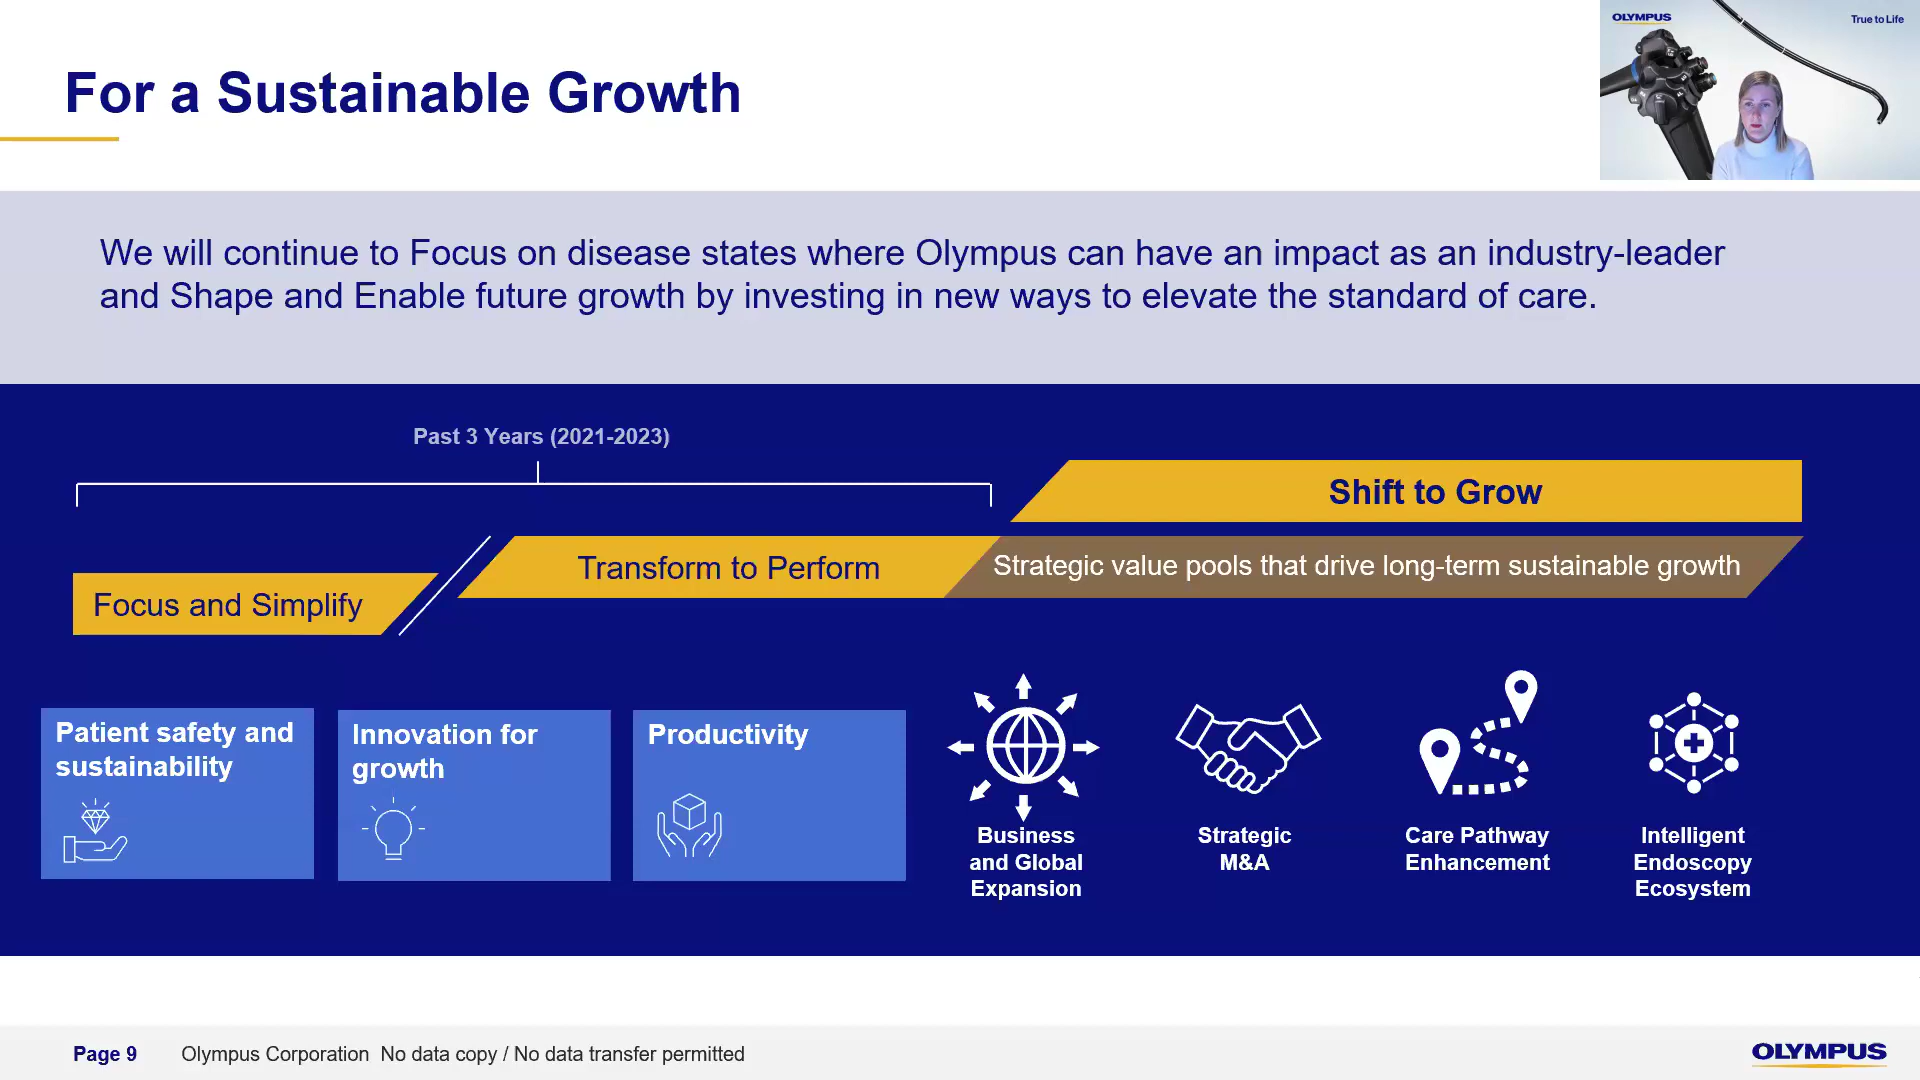 For a Sustainable Growth
OLYMPUS
True to Life
We will continue to Focus on disease states where Olympus can have an impact as an industry-leader
and Shape and Enable future growth by investing in new ways to elevate the standard of care.
Past 3 Years (2021-2023)
Shift to Grow
Transform to Perform
Strategic value pools that drive long-term sustainable growth
Focus and Simplify
Patient safety and
sustainability
Innovation for
growth
Productivity
Business
and Global
Expansion
Strategic
M&A
Care Pathway
Enhancement
Intelligent
Endoscopy
Ecosystem
Page 9
Olympus Corporation No data copy / No data transfer permitted
OLYMPUS